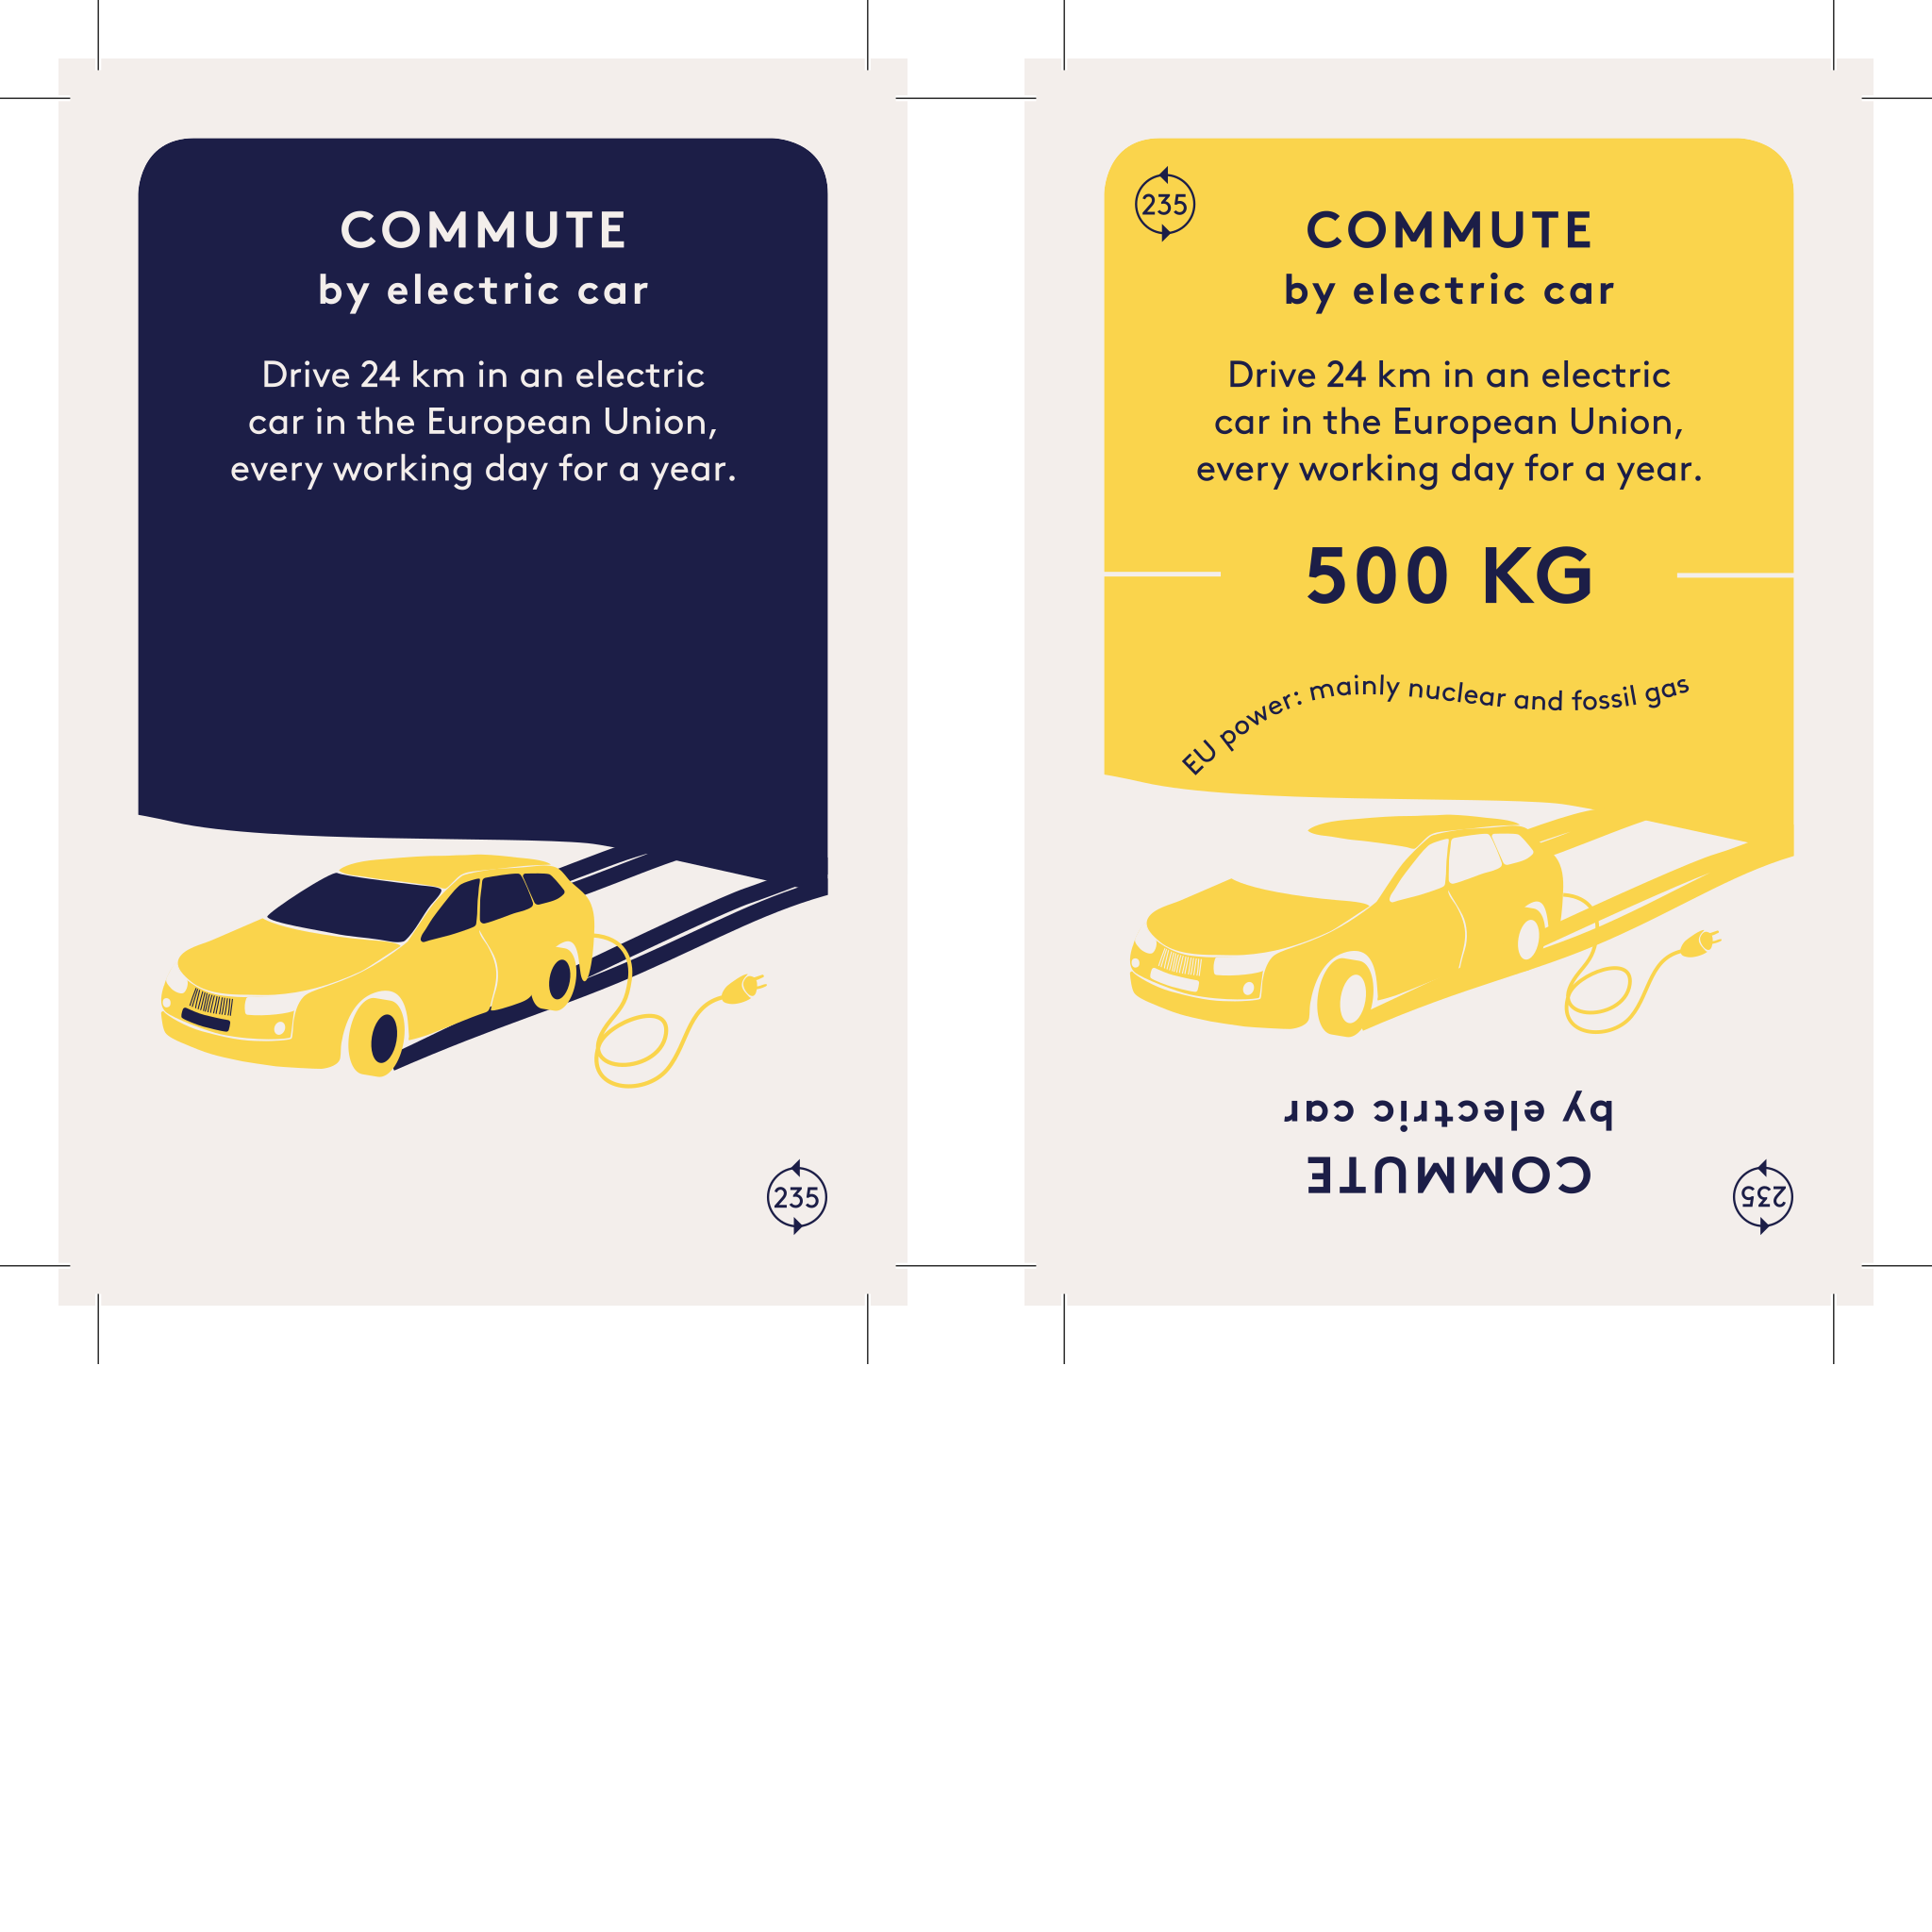 COMMUTE
by electric car
Drive 24 km in an electric
car in the European Union,
every working day for a year.
235
235
COMMUTE
by electric car
Drive 24 km in an electric
car in the European Union,
every working day for a year.
500 KG
EU power: mainly nuclear and fossil gas
by electric car
COMMUTE
235